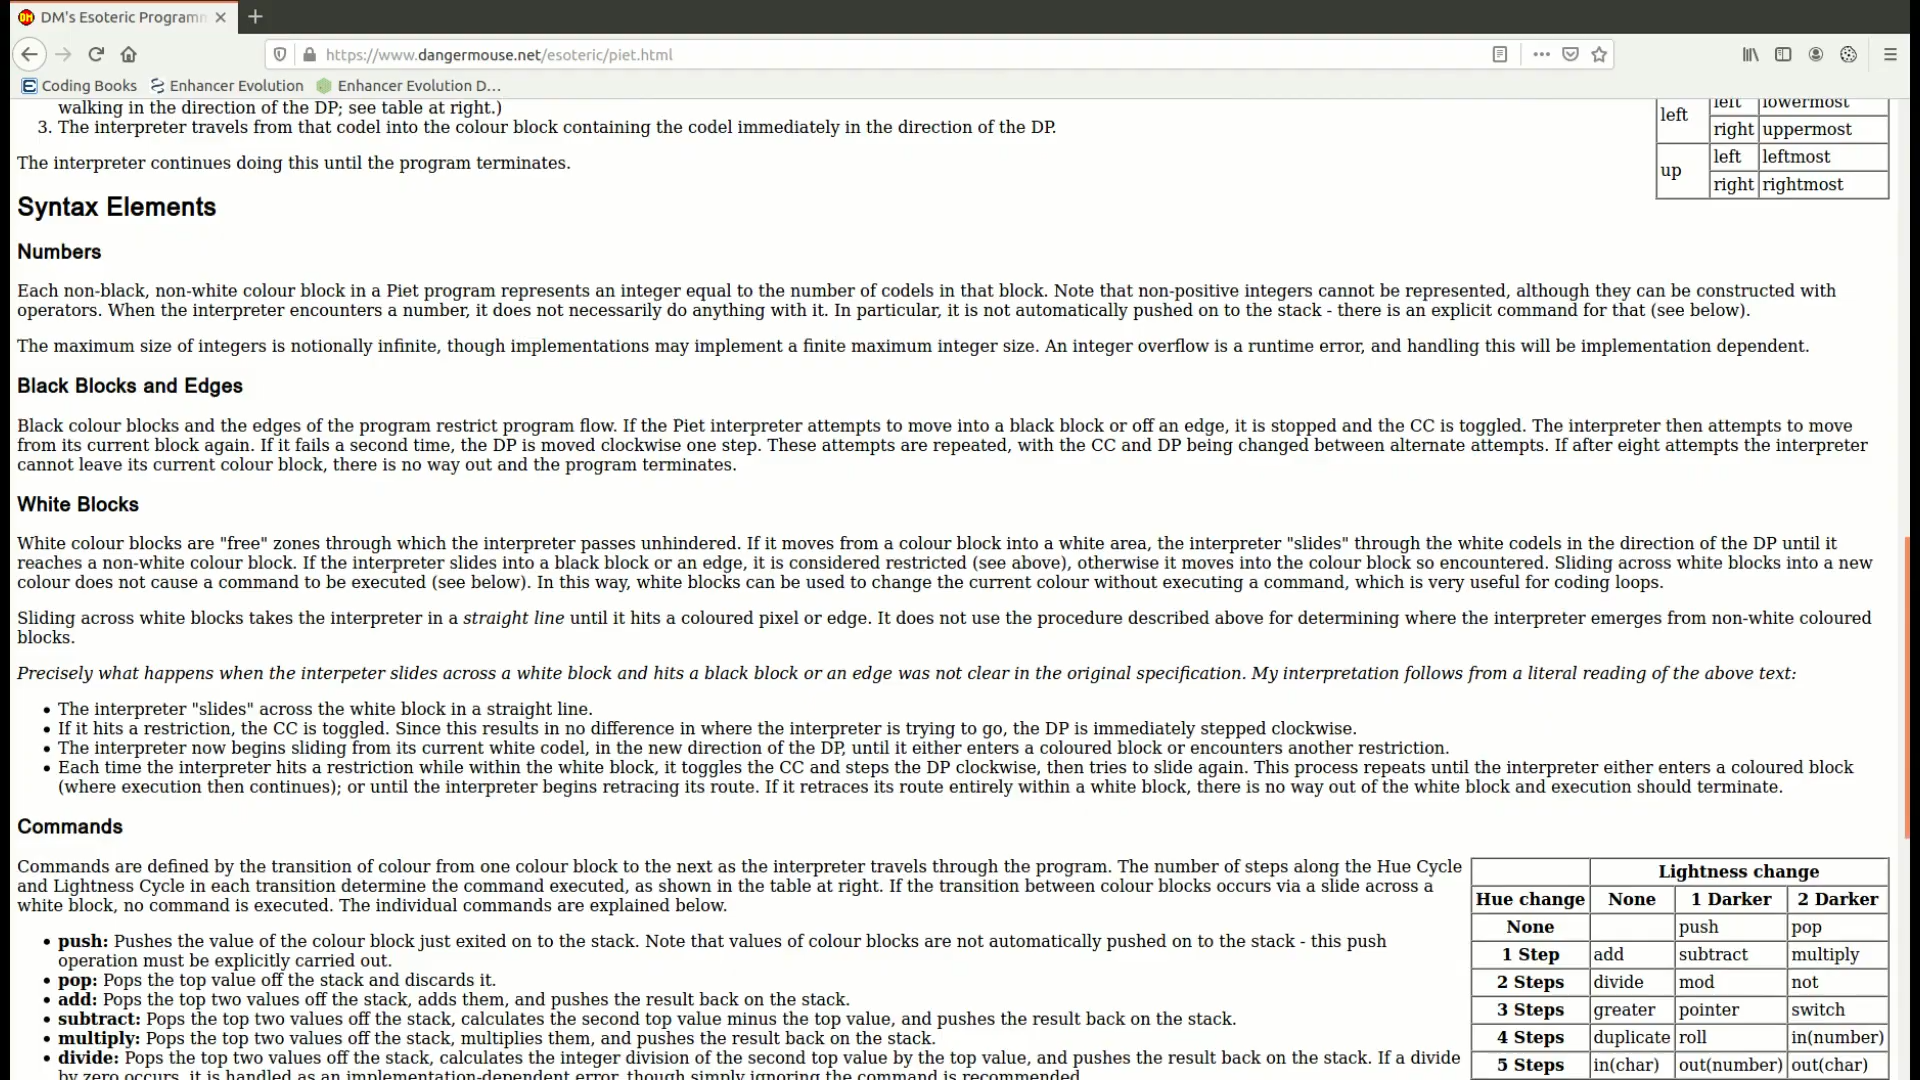 DM's Esoteric Programm
https://www.dangermouse.net/esoteric/piet.html
Coding Books
Enhancer Evolution
Enhancer Evolution D…
walking in the direction of the DP; see table at right.)
3. The interpreter travels from that codel into the colour block containing the codel immediately in the direction of the DP.
The interpreter continues doing this until the program terminates.
left left lowermost
right uppermost
up left leftmost
right rightmost
Syntax Elements
Numbers
Each non-black, non-white colour block in a Piet program represents an integer equal to the number of codels in that block. Note that non-positive integers cannot be represented, although they can be constructed with
operators. When the interpreter encounters a number, it does not necessarily do anything with it. In particular, it is not automatically pushed on to the stack - there is an explicit command for that (see below).
The maximum size of integers is notionally infinite, though implementations may implement a finite maximum integer size. An integer overflow is a runtime error, and handling this will be implementation dependent.
Black Blocks and Edges
Black colour blocks and the edges of the program restrict program flow. If the Piet interpreter attempts to move into a black block or off an edge, it is stopped and the CC is toggled. The interpreter then attempts to move
from its current block again. If it fails a second time, the DP is moved clockwise one step. These attempts are repeated, with the CC and DP being changed between alternate attempts. If after eight attempts the interpreter
cannot leave its current colour block, there is no way out and the program terminates.
White Blocks
White colour blocks are "free" zones through which the interpreter passes unhindered. If it moves from a colour block into a white area, the interpreter "slides" through the white codels in the direction of the DP until it
reaches a non-white colour block. If the interpreter slides into a black block or an edge, it is considered restricted (see above), otherwise it moves into the colour block so encountered. Sliding across white blocks into a new
colour does not cause a command to be executed (see below). In this way, white blocks can be used to change the current colour without executing a command, which is very useful for coding loops.
Sliding across white blocks takes the interpreter in a straight line until it hits a coloured pixel or edge. It does not use the procedure described above for determining where the interpreter emerges from non-white coloured
blocks.
Precisely what happens when the interpeter slides across a white block and hits a black block or an edge was not clear in the original specification. My interpretation follows from a literal reading of the above text:
• The interpreter "slides" across the white block in a straight line.
• If it hits a restriction, the CC is toggled. Since this results in no difference in where the interpreter is trying to go, the DP is immediately stepped clockwise.
• The interpreter now begins sliding from its current white codel, in the new direction of the DP, until it either enters a coloured block or encounters another restriction.
• Each time the interpreter hits a restriction while within the white block, it toggles the CC and steps the DP clockwise, then tries to slide again. This process repeats until the interpreter either enters a coloured block
(where execution then continues); or until the interpreter begins retracing its route. If it retraces its route entirely within a white block, there is no way out of the white block and execution should terminate.
Commands
Commands are defined by the transition of colour from one colour block to the next as the interpreter travels through the program. The number of steps along the Hue Cycle
and Lightness Cycle in each transition determine the command executed, as shown in the table at right. If the transition between colour blocks occurs via a slide across a
white block, no command is executed. The individual commands are explained below.
• push: Pushes the value of the colour block just exited on to the stack. Note that values of colour blocks are not automatically pushed on to the stack - this push
operation must be explicitly carried out.
• pop: Pops the top value off the stack and discards it.
• add: Pops the top two values off the stack, adds them, and pushes the result back on the stack.
• subtract: Pops the top two values off the stack, calculates the second top value minus the top value, and pushes the result back on the stack.
• multiply: Pops the top two values off the stack, multiplies them, and pushes the result back on the stack.
• divide: Pops the top two values off the stack, calculates the integer division of the second top value by the top value, and pushes the result back on the stack. If a divide
by zero occurs, it is handled as an implementation-dependent error, though simply ignoring the command is recommended.
Lightness change
Hue change None 1 Darker 2 Darker
None push pop
1 Step add subtract multiply
2 Steps divide mod not
3 Steps greater pointer switch
4 Steps duplicate roll in(number)
5 Steps in(char) out(number) out(char)